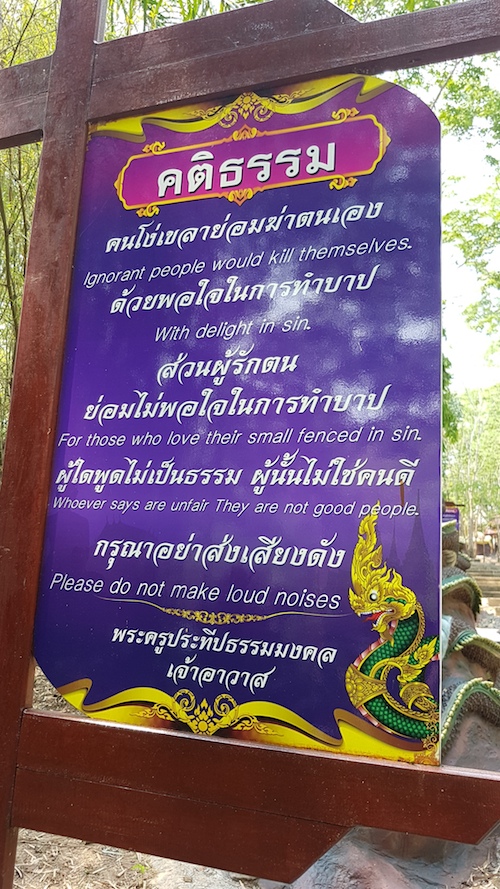 คติธรรม
คนโง่เขลาย่อมฆ่าตนเอง
Ignorant people would kill themselves.
ด้วยพอใจในการทำบาป
With delight in sin.
ส่วนผู้รักตน
ย่อมไม่พอใจในการทำบาป
For those who love their small fenced in sin.
ผู้ใดพูดไม่เป็นธรรม ผู้นั้นไม่ใช่คนดี
Whoever says are unfair They are not good people.
กรุณาอย่าส่งเสียงดัง
Please do not make loud noises
พระครูประทีปธรรมมงคล
เจ้าอาวาส